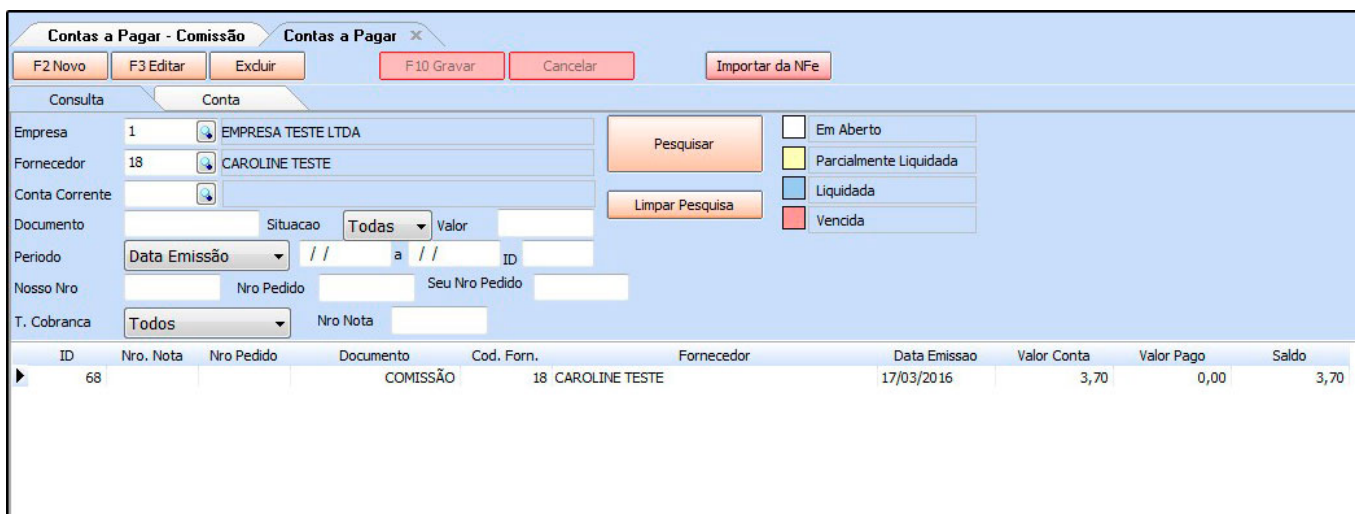 Contas a Pagar - Comissão Contas a Pagar
F2 Novo F3 Editar Excluir F10 Gravar Cancelar Importar da NFe
Consulta Conta
Empresa 1 EMPRESA TESTE LTDA Pesquisar Em Aberto
Fornecedor 18 CAROLINE TESTE Parcialmente Liquidada
Conta Corrente Limpar Pesquisa Liquidada
Documento Situacao Todas Valor Vencida
Periodo Data Emissão / / a / / ID
Nosso Nro Nro Pedido Seu Nro Pedido
T. Cobranca Todos Nro Nota
ID Nro. Nota Nro Pedido Documento Cod. Forn. Fornecedor Data Emissao Valor Conta Valor Pago Saldo
68 COMISSÃO 18 CAROLINE TESTE 17/03/2016 3,70 0,00 3,70